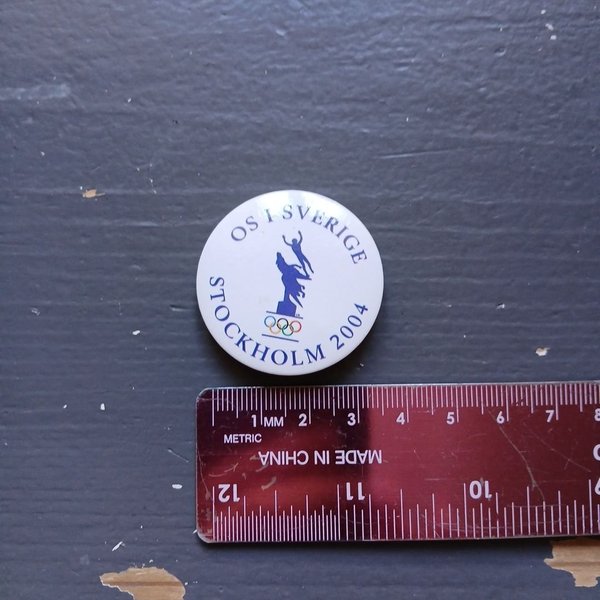 OS I SVERIGE
STOCKHOLM 2004
1 MM 2 3 4 5 6 7 8
METRIC
MADE IN CHINA
12 11 10 9